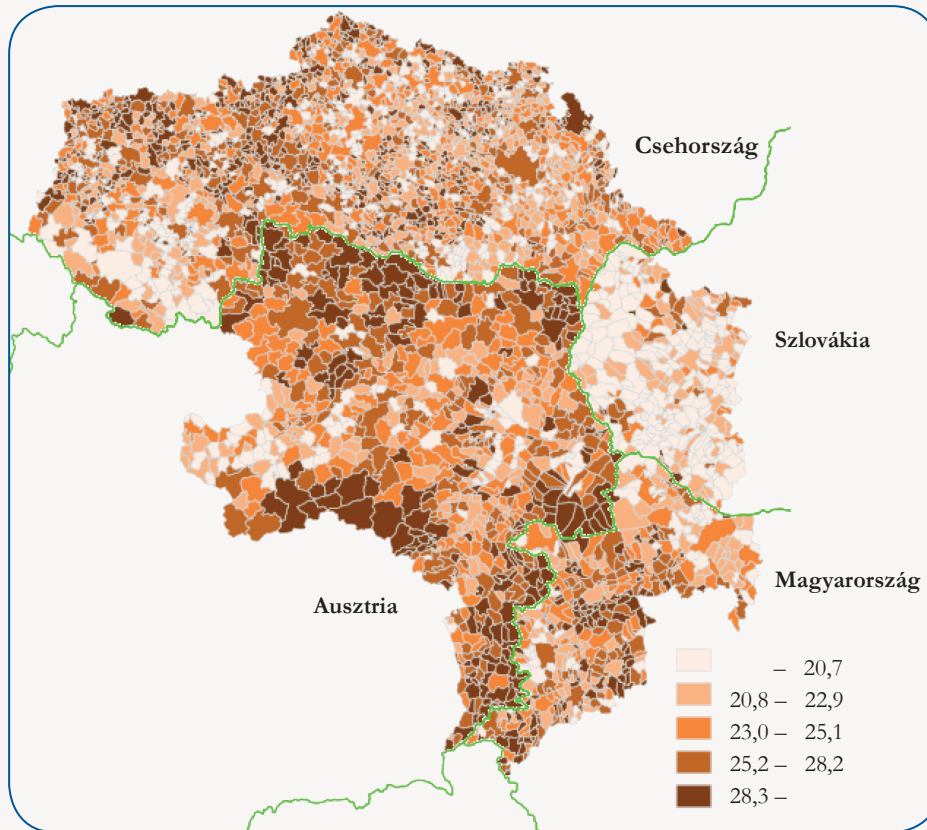 Csehország
Szlovákia
Magyarország
Ausztria
– 20,7
20,8 – 22,9
23,0 – 25,1
25,2 – 28,2
28,3 –